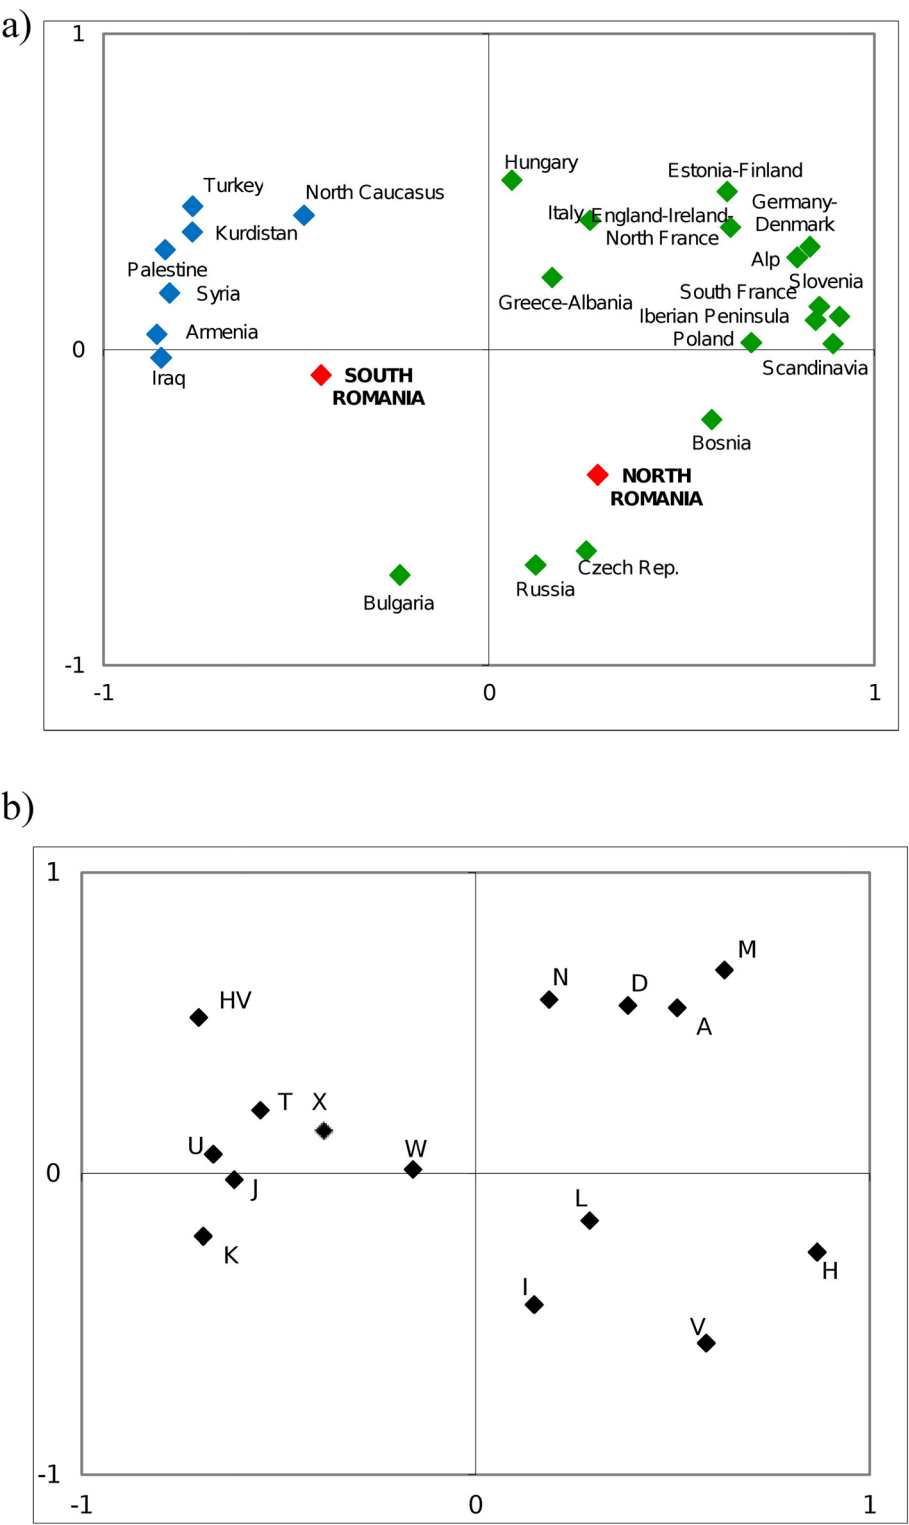 a)
1
Hungary
Estonia-Finland
Turkey
North Caucasus
Germany-
Denmark
Italy
England-Ireland-
North France
Kurdistan
Alp
Palestine
Slovenia
Syria
South France
Greece-Albania
Iberian Peninsula
Armenia
Poland
0
Scandinavia
Iraq
SOUTH
ROMANIA
Bosnia
NORTH
ROMANIA
Czech Rep.
Russia
Bulgaria
-1
-1
0
1
b)
1
M
N
D
HV
A
T
X
U
W
0
J
L
K
H
I
V
-1
-1
0
1